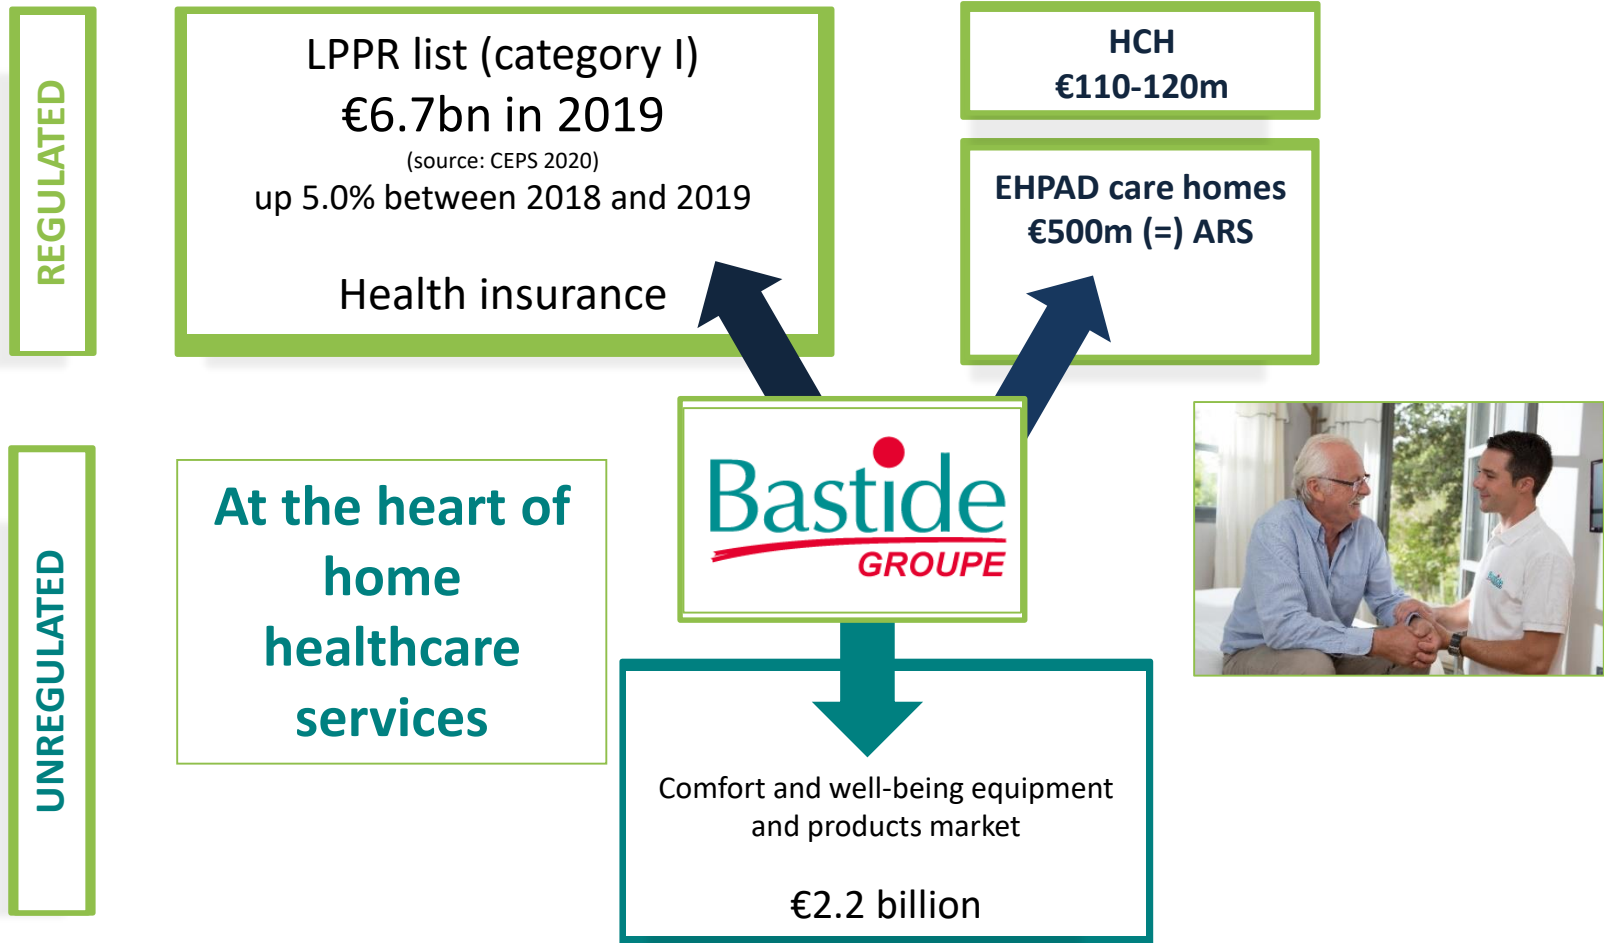 REGULATED
LPPR list (category I)
€6.7bn in 2019
(source: CEPS 2020)
up 5.0% between 2018 and 2019
Health insurance
HCH
€110-120m
EHPAD care homes
€500m (=) ARS
UNREGULATED
At the heart of
home
healthcare
services
Bastide
GROUPE
Bastide
Comfort and well-being equipment
and products market
€2.2 billion